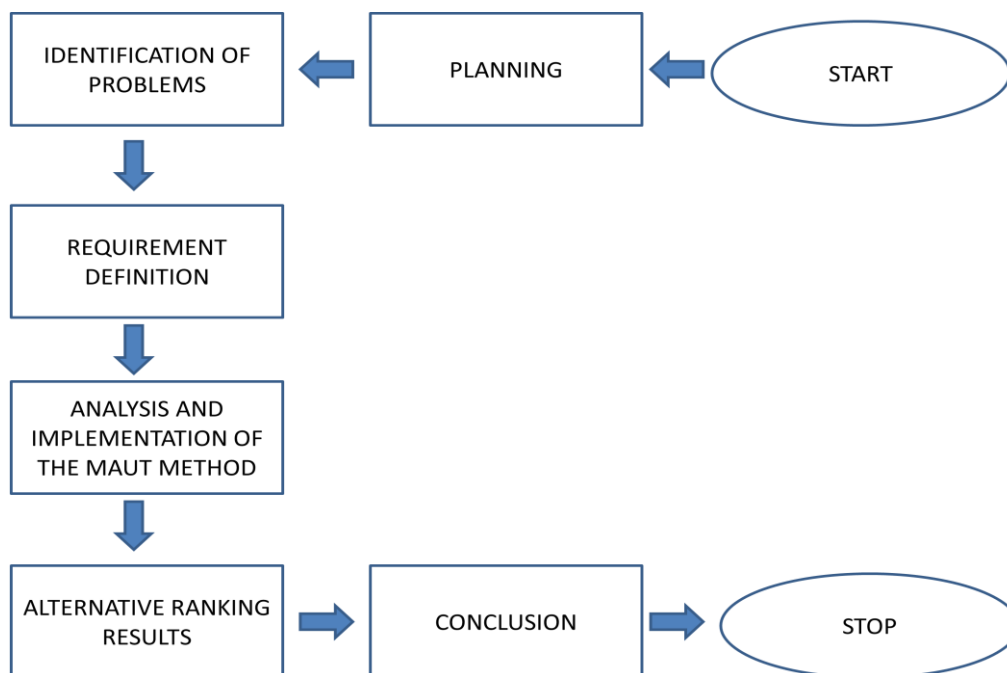 START
PLANNING
IDENTIFICATION OF
PROBLEMS
REQUIREMENT
DEFINITION
ANALYSIS AND
IMPLEMENTATION OF
THE MAUT METHOD
ALTERNATIVE RANKING
RESULTS
CONCLUSION
STOP